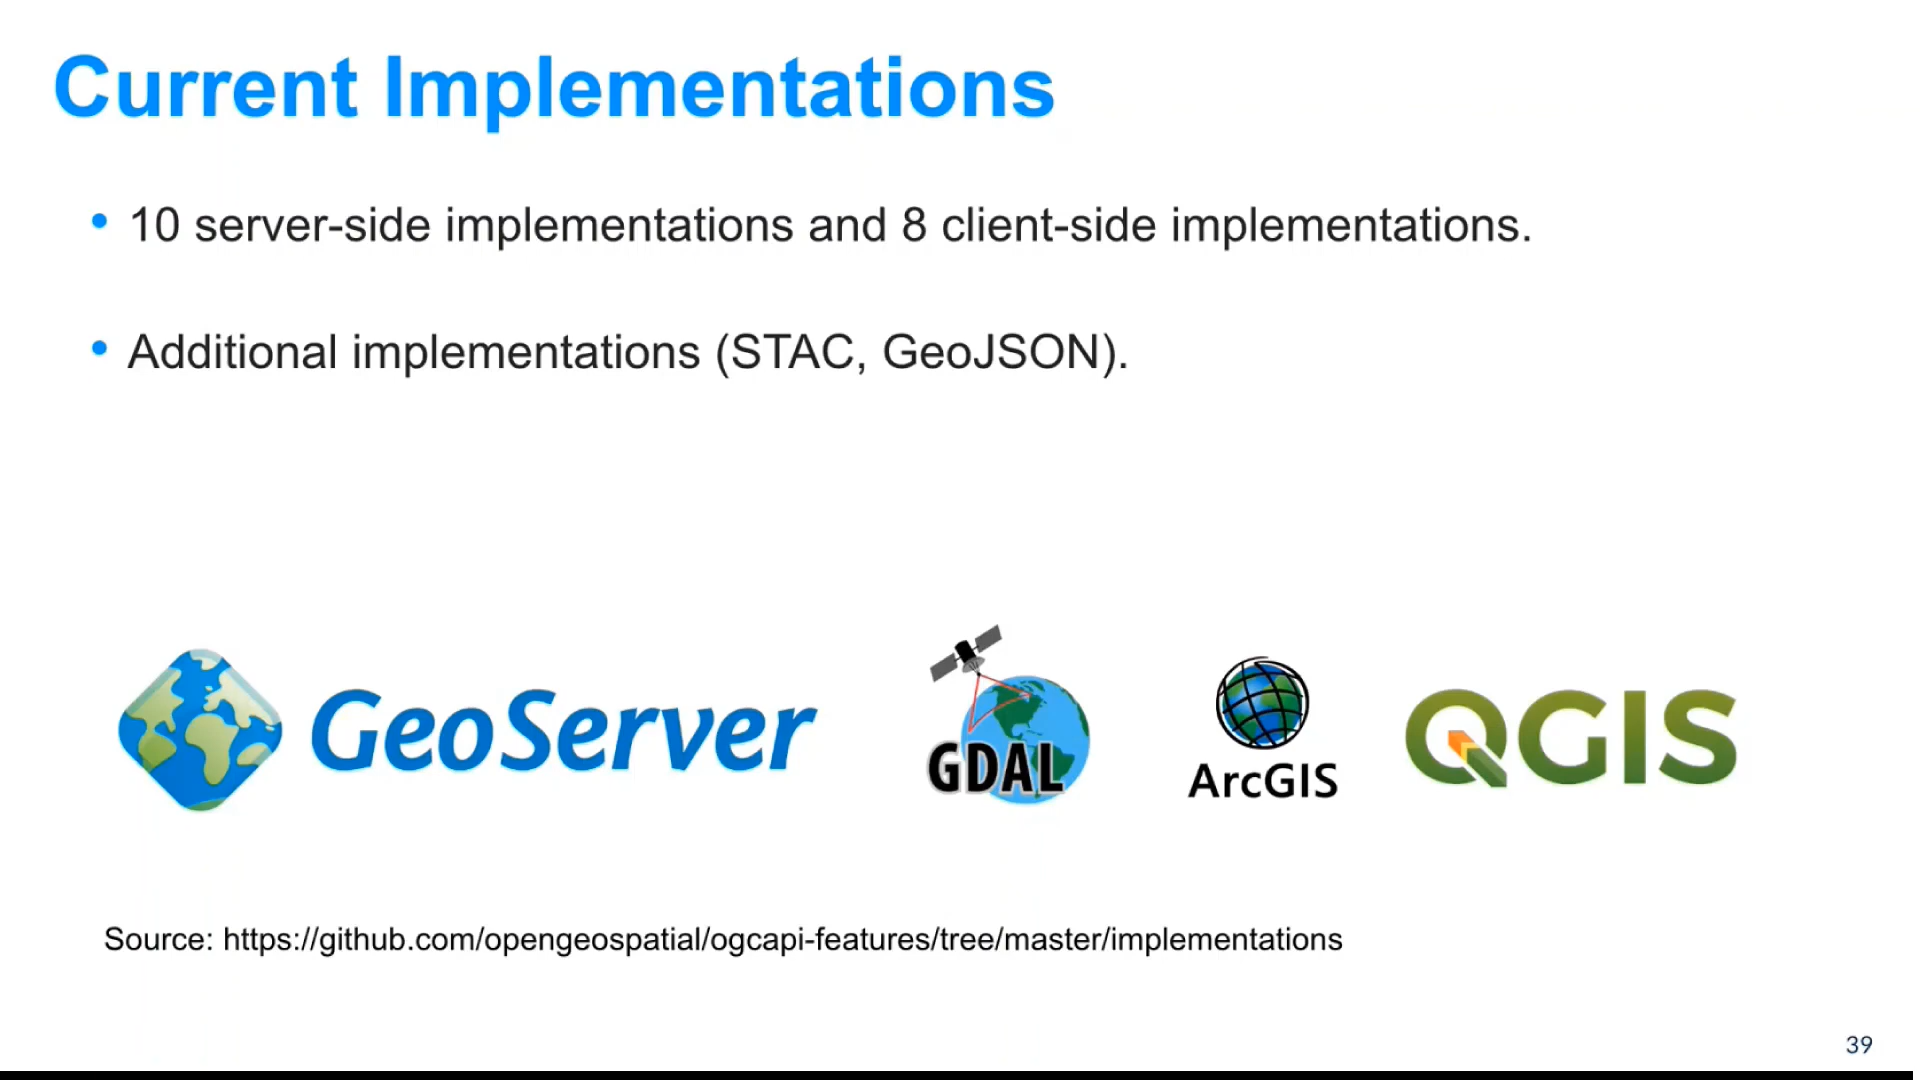 Current Implementations
• 10 server-side implementations and 8 client-side implementations.
• Additional implementations (STAC, GeoJSON).
GeoServer
GDAL
ArcGIS
QGIS
Source: https://github.com/opengeospatial/ogcapi-features/tree/master/implementations
39